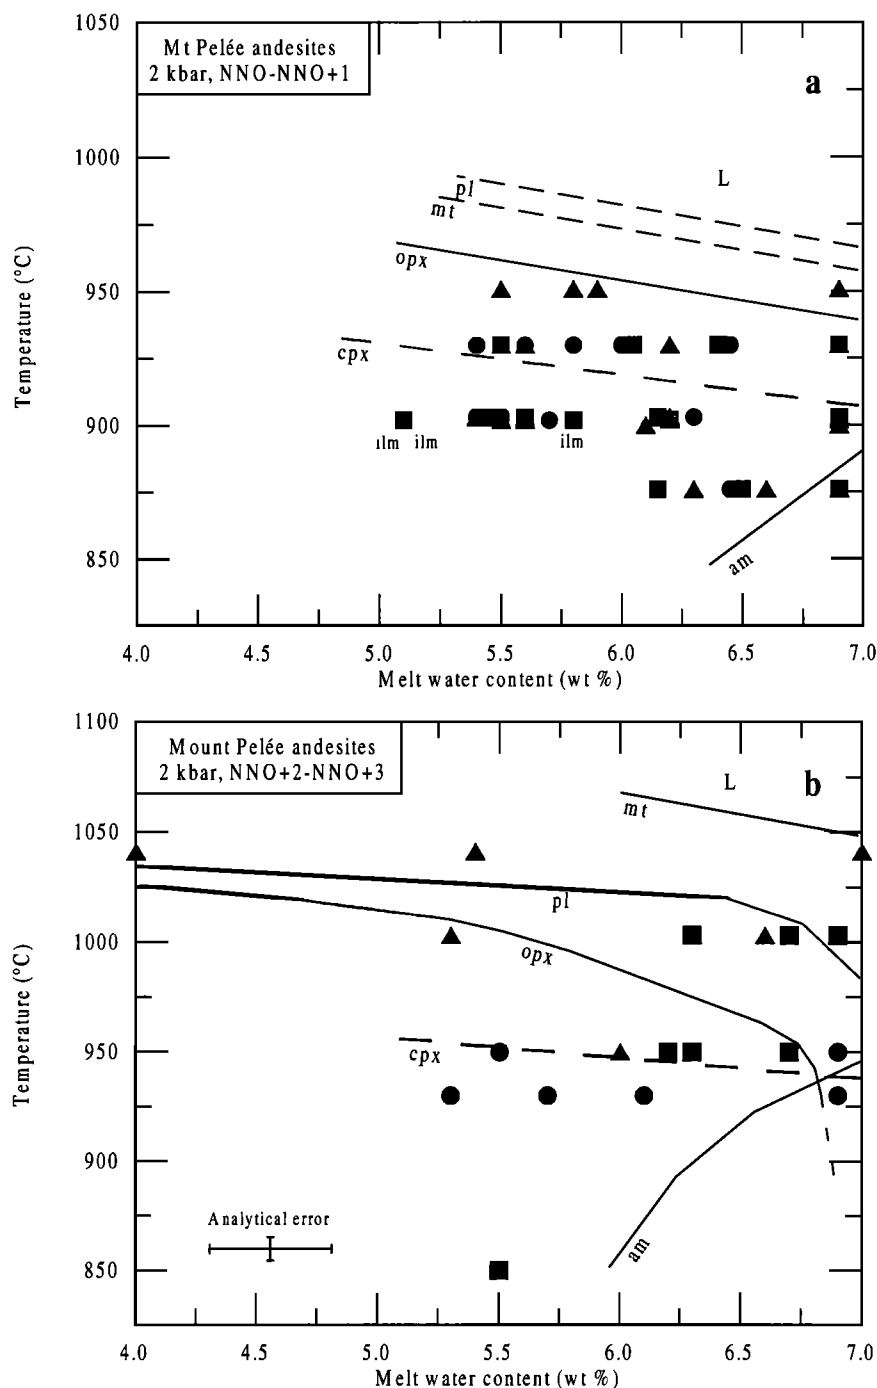 1050
Mt Pelée andesites
2 kbar, NNO-NNO+1
a
1000
pl
L
mt
opx
950
cpx
900
ilm ilm ilm
850
am
Temperature (°C)
4.0 5.0 5.5 6.0 6.5 7.0
Melt water content (wt %)
1100
Mount Pelée andesites
2 kbar, NNO+2-NNO+3
L
b
mt
1050
pl
1000
opx
950
cpx
900
Analytical error
am
850
Temperature (°C)
4.0 4.5 5.0 5.5 6.0 6.5 7.0
Melt water content (wt %)